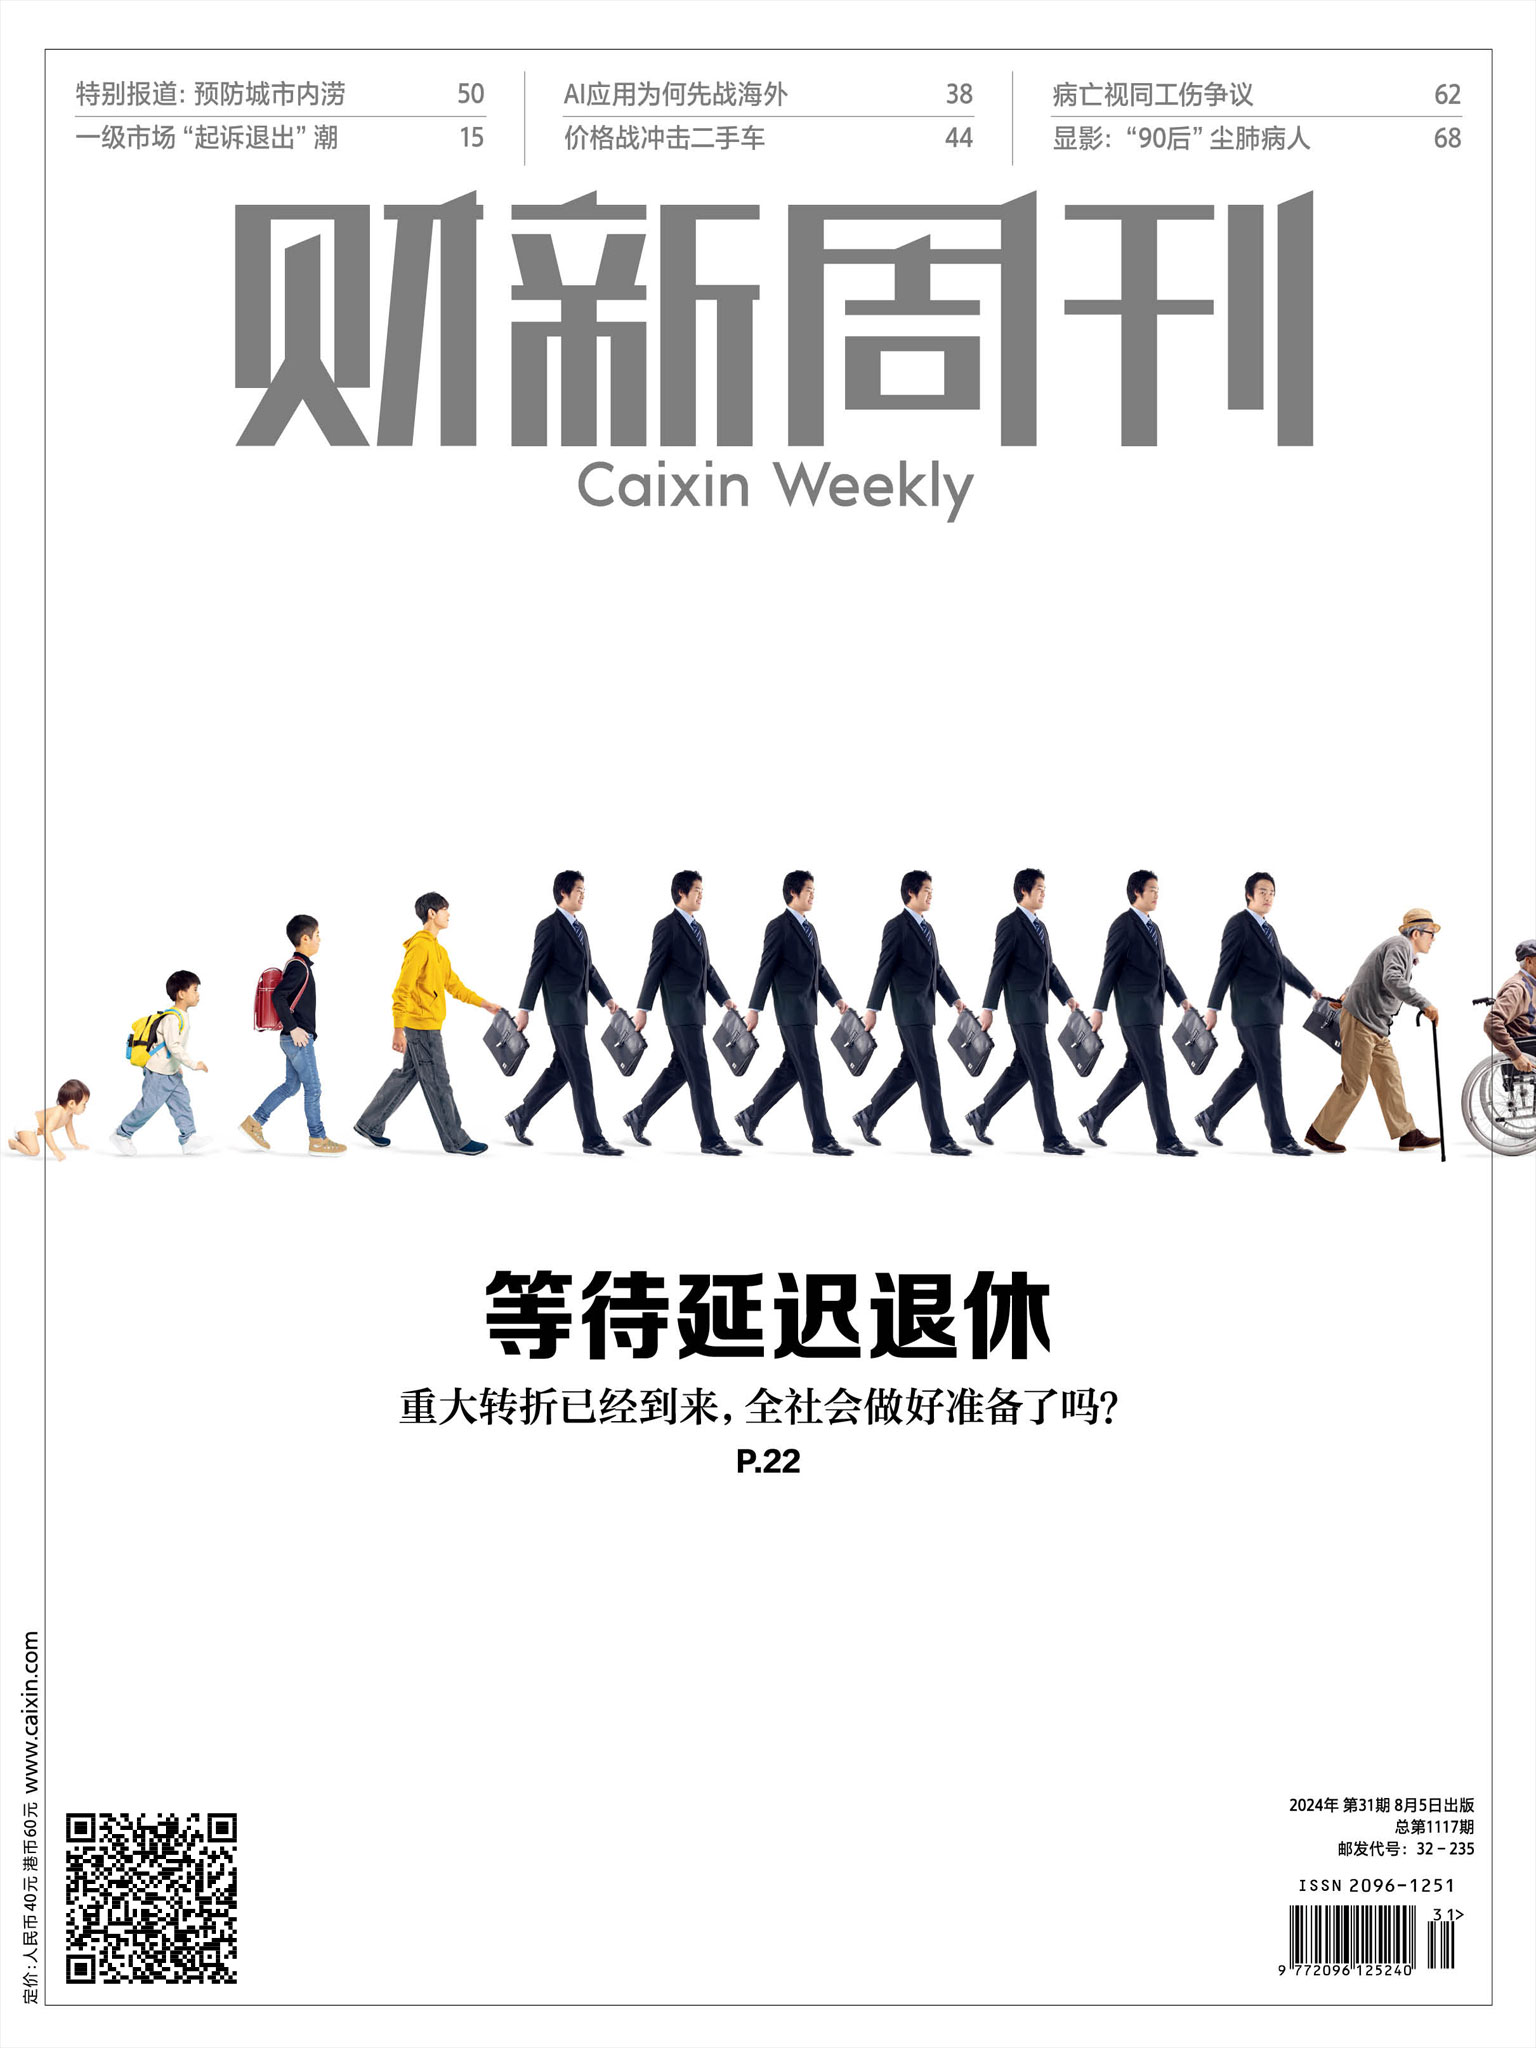 特别报道：预防城市内涝 50
一级市场“起诉退出”潮 15
AI应用为何先战海外 38
价格战冲击二手车 44
病亡视同工伤争议 62
显影：“90后”尘肺病人 68
财新周刊
Caixin Weekly
等待延迟退休
重大转折已经到来，全社会做好准备了吗？
P.22
定价：人民币40元 港币60元 www.caixin.com
2024年 第31期 8月5日出版
总第1117期
邮发代号：32－235
ISSN 2096-1251
31>
9 772096 125240